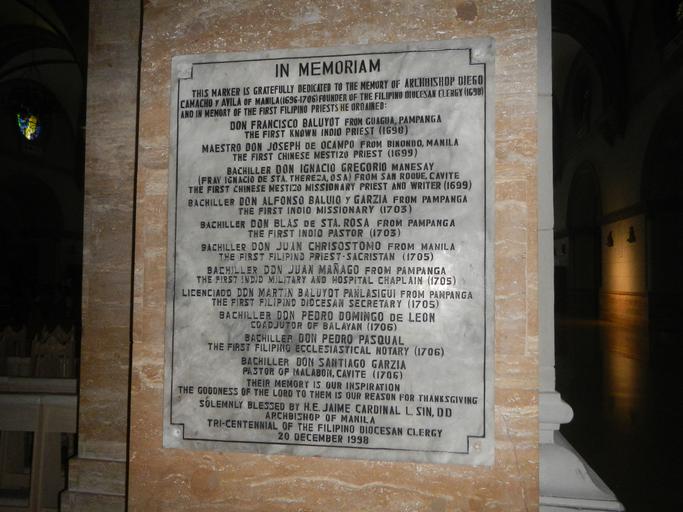 IN MEMORIAM
THIS MARKER IS GRATEFULLY DEDICATED TO THE MEMORY OF ARCHBISHOP DIEGO
CAMACHO y AVILA OF MANILA (1696-1706) FOUNDER OF THE FILIPINO DIOCESAN CLERGY (1698)
AND IN MEMORY OF THE FIRST FILIPINO PRIESTS HE ORDAINED:
DON FRANCISCO BALUYOT FROM GUAGUA, PAMPANGA
THE FIRST KNOWN INDIO PRIEST (1698)
MAESTRO DON JOSEPH DE OCAMPO FROM BINONDO, MANILA
THE FIRST CHINESE MESTIZO PRIEST (1699)
BACHILLER DON IGNACIO GREGORIO MANESAY
(FRAY IGNACIO DE STA. THEREZA, OSA) FROM SAN ROQUE, CAVITE
THE FIRST CHINESE MESTIZO MISSIONARY PRIEST AND WRITER (1699)
BACHILLER DON ALFONSO BALUIO y GARZIA FROM PAMPANGA
THE FIRST INDIO MISSIONARY (1703)
BACHILLER DON BLAS DE STA. ROSA FROM PAMPANGA
THE FIRST INDIO PASTOR (1703)
BACHILLER DON JUAN CHRISOSTOMO FROM MANILA
THE FIRST FILIPINO PRIEST-SACRISTAN (1705)
BACHILLER DON JUAN MAÑAGO FROM PAMPANGA
THE FIRST INDIO MILITARY AND HOSPITAL CHAPLAIN (1705)
LICENCIADO DON MARTIN BALUYOT PANLASIGUI FROM PAMPANGA
THE FIRST FILIPINO DIOCESAN SECRETARY (1705)
BACHILLER DON PEDRO DOMINGO DE LEON
COADJUTOR OF BALAYAN (1706)
BACHILLER DON PEDRO PASQUAL
THE FIRST FILIPINO ECCLESIASTICAL NOTARY (1706)
BACHILLER DON SANTIAGO GARZIA
PASTOR OF MALABON, CAVITE (1706)
THEIR MEMORY IS OUR INSPIRATION
THE GOODNESS OF THE LORD TO THEM IS OUR REASON FOR THANKSGIVING
SOLEMNLY BLESSED BY H.E. JAIME CARDINAL L. SIN, DD
ARCHBISHOP OF MANILA
TRI-CENTENNIAL OF THE FILIPINO DIOCESAN CLERGY
20 DECEMBER 1998